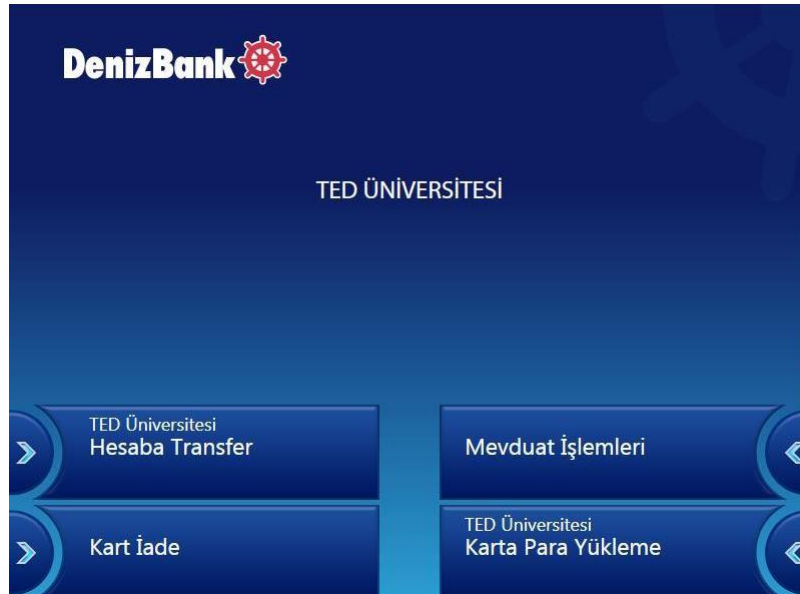 DenizBank
TED ÜNİVERSİTESİ
TED Üniversitesi
Hesaba Transfer
Mevduat İşlemleri
Kart İade
TED Üniversitesi
Karta Para Yükleme